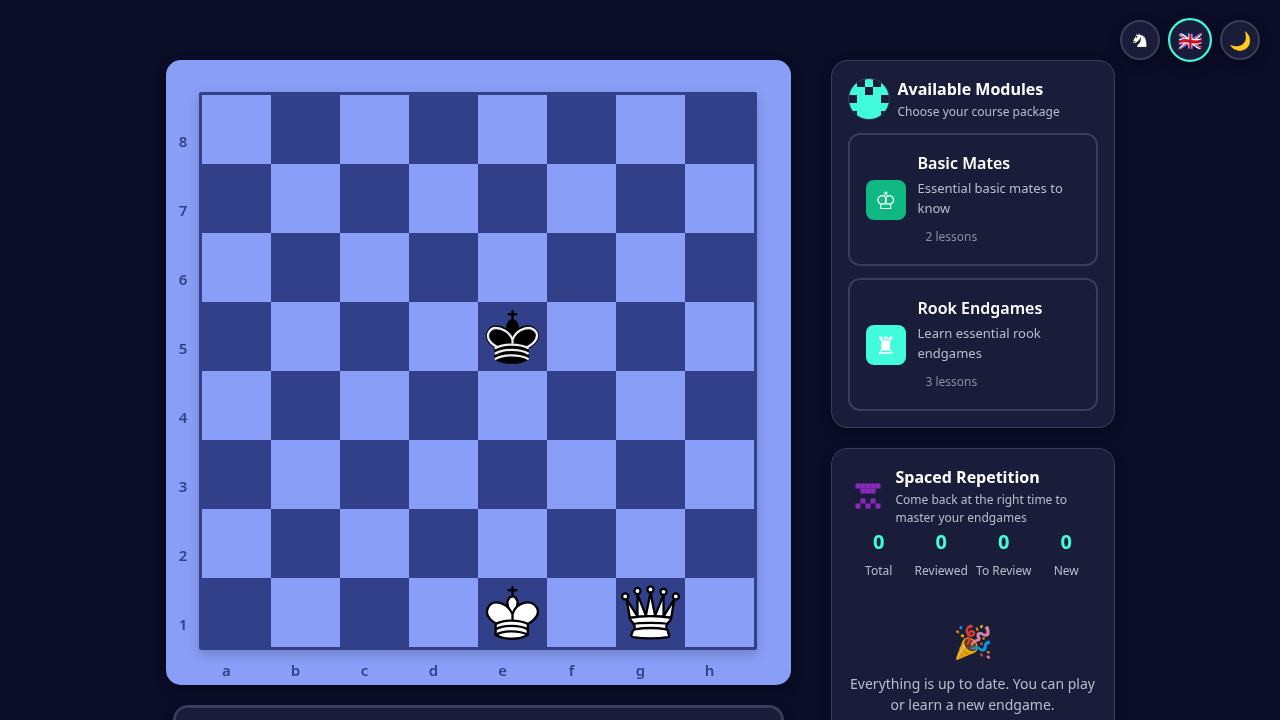 Available Modules
Choose your course package
Basic Mates
Essential basic mates to
know
2 lessons
Rook Endgames
Learn essential rook
endgames
3 lessons
Spaced Repetition
Come back at the right time to
master your endgames
0 0 0 0
Total Reviewed To Review New
Everything is up to date. You can play
or learn a new endgame.
8
7
6
5
4
3
2
1
a b c d e f g h